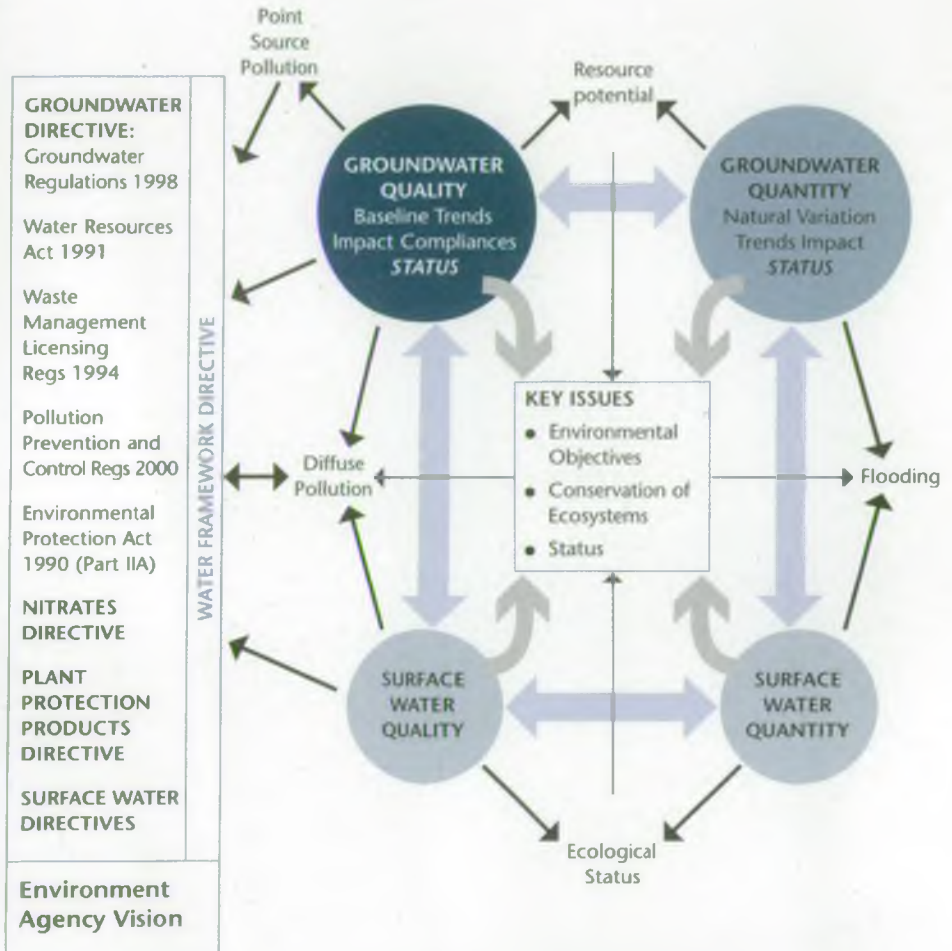 Point
Source
Pollution
Resource
potential
GROUNDWATER
DIRECTIVE:
Groundwater
Regulations 1998
Water Resources
Act 1991
Waste
Management
Licensing
Regs 1994
Pollution
Prevention and
Control Regs 2000
Environmental
Protection Act
1990 (Part IIA)
NITRATES
DIRECTIVE
PLANT
PROTECTION
PRODUCTS
DIRECTIVE
SURFACE WATER
DIRECTIVES
WATER FRAMEWORK DIRECTIVE
Environment
Agency Vision
GROUNDWATER
QUALITY
Baseline Trends
Impact Compliances
STATUS
GROUNDWATER
QUANTITY
Natural Variation
Trends Impact
STATUS
KEY ISSUES
• Environmental
Objectives
• Conservation of
Ecosystems
• Status
Diffuse
Pollution
Flooding
SURFACE
WATER
QUALITY
SURFACE
WATER
QUANTITY
Ecological
Status